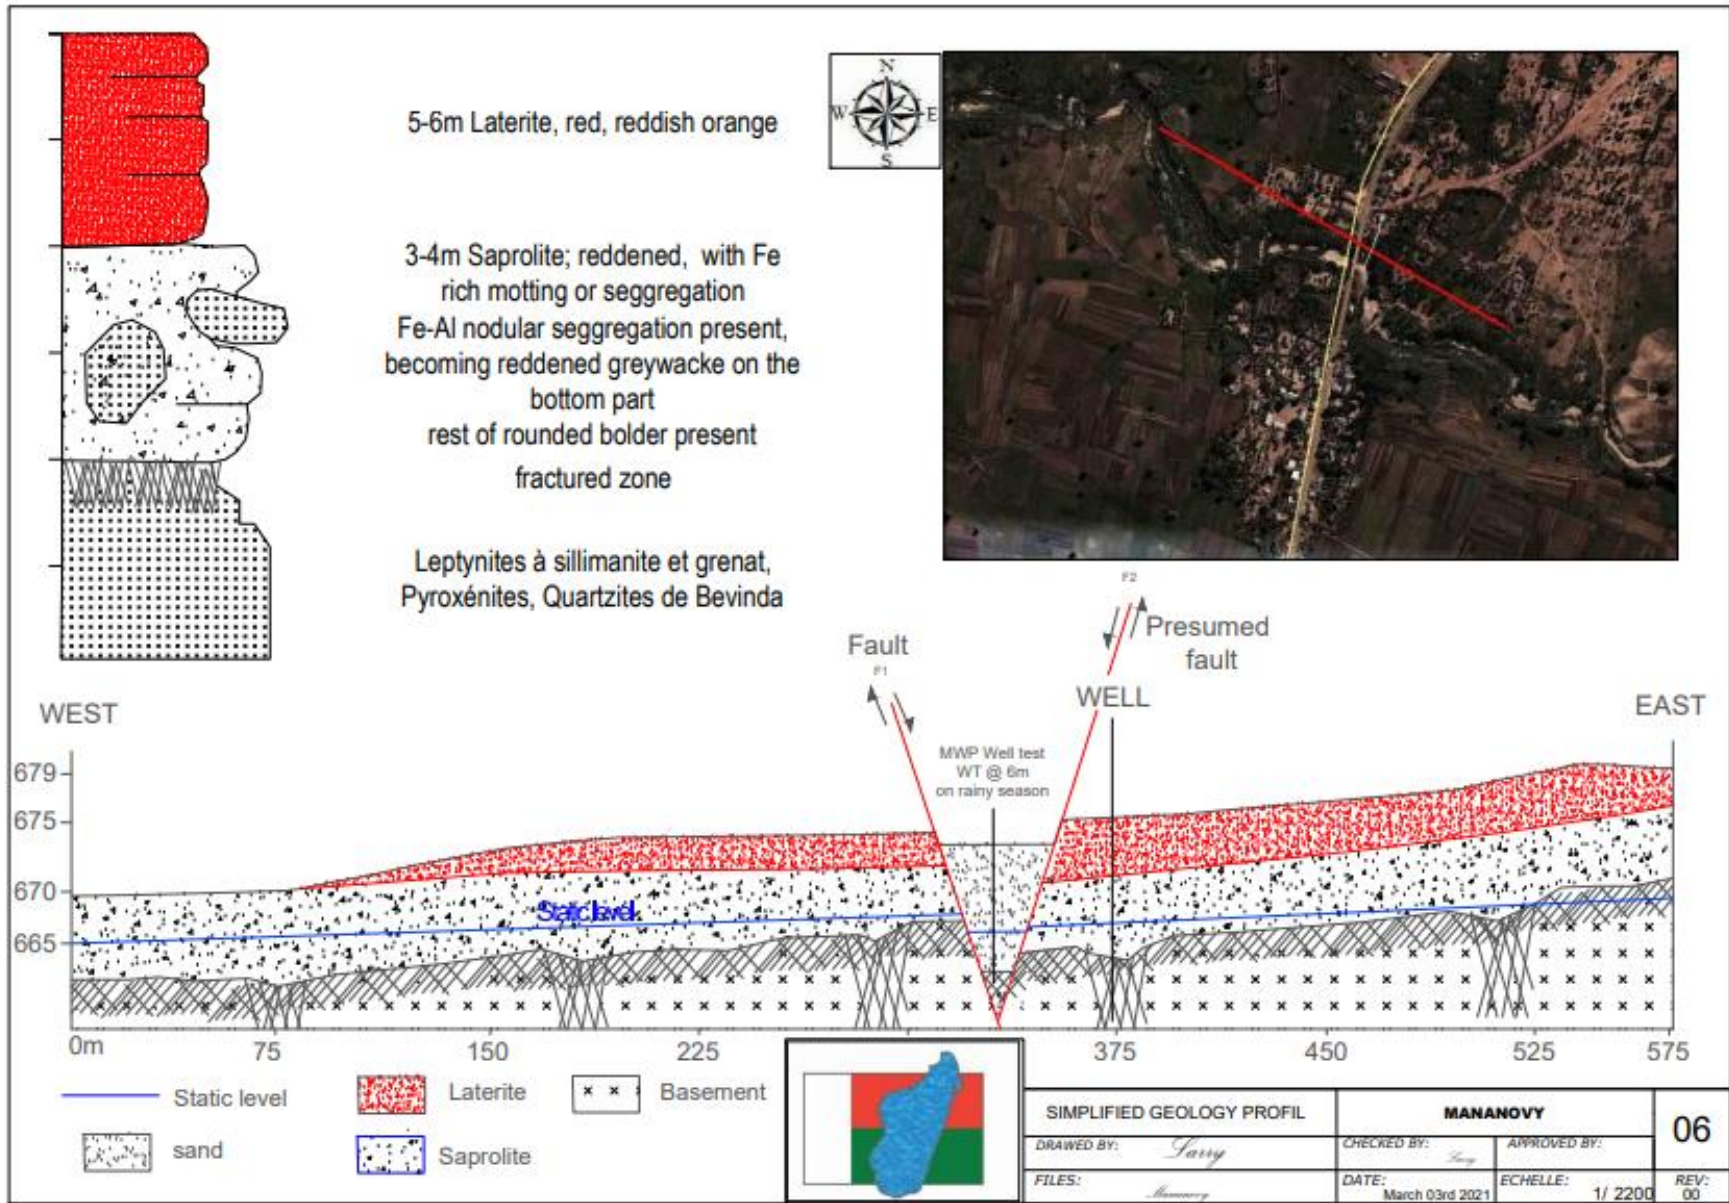 5-6m Laterite, red, reddish orange
3-4m Saprolite; reddened, with Fe
rich motting or seggregation
Fe-Al nodular seggregation present,
becoming reddened greywacke on the
bottom part
rest of rounded bolder present
fractured zone
Leptynites à sillimanite et grenat,
Pyroxénites, Quartzites de Bevinda
N
W
E
S
F2
Presumed
fault
Fault
F1
WELL
WEST
EAST
MWP Well test
WT @ 6m
on rainy season
679
675
670
665
Static level
0m
75
150
225
375
450
525
575
Static level
Laterite
Basement
sand
Saprolite
SIMPLIFIED GEOLOGY PROFIL
MANANOVY
06
DRAWED BY:
Larry
CHECKED BY:
Larry
APPROVED BY:
FILES:
Mananovy
DATE:
March 03rd 2021
ECHELLE:
1/ 2200
REV:
00